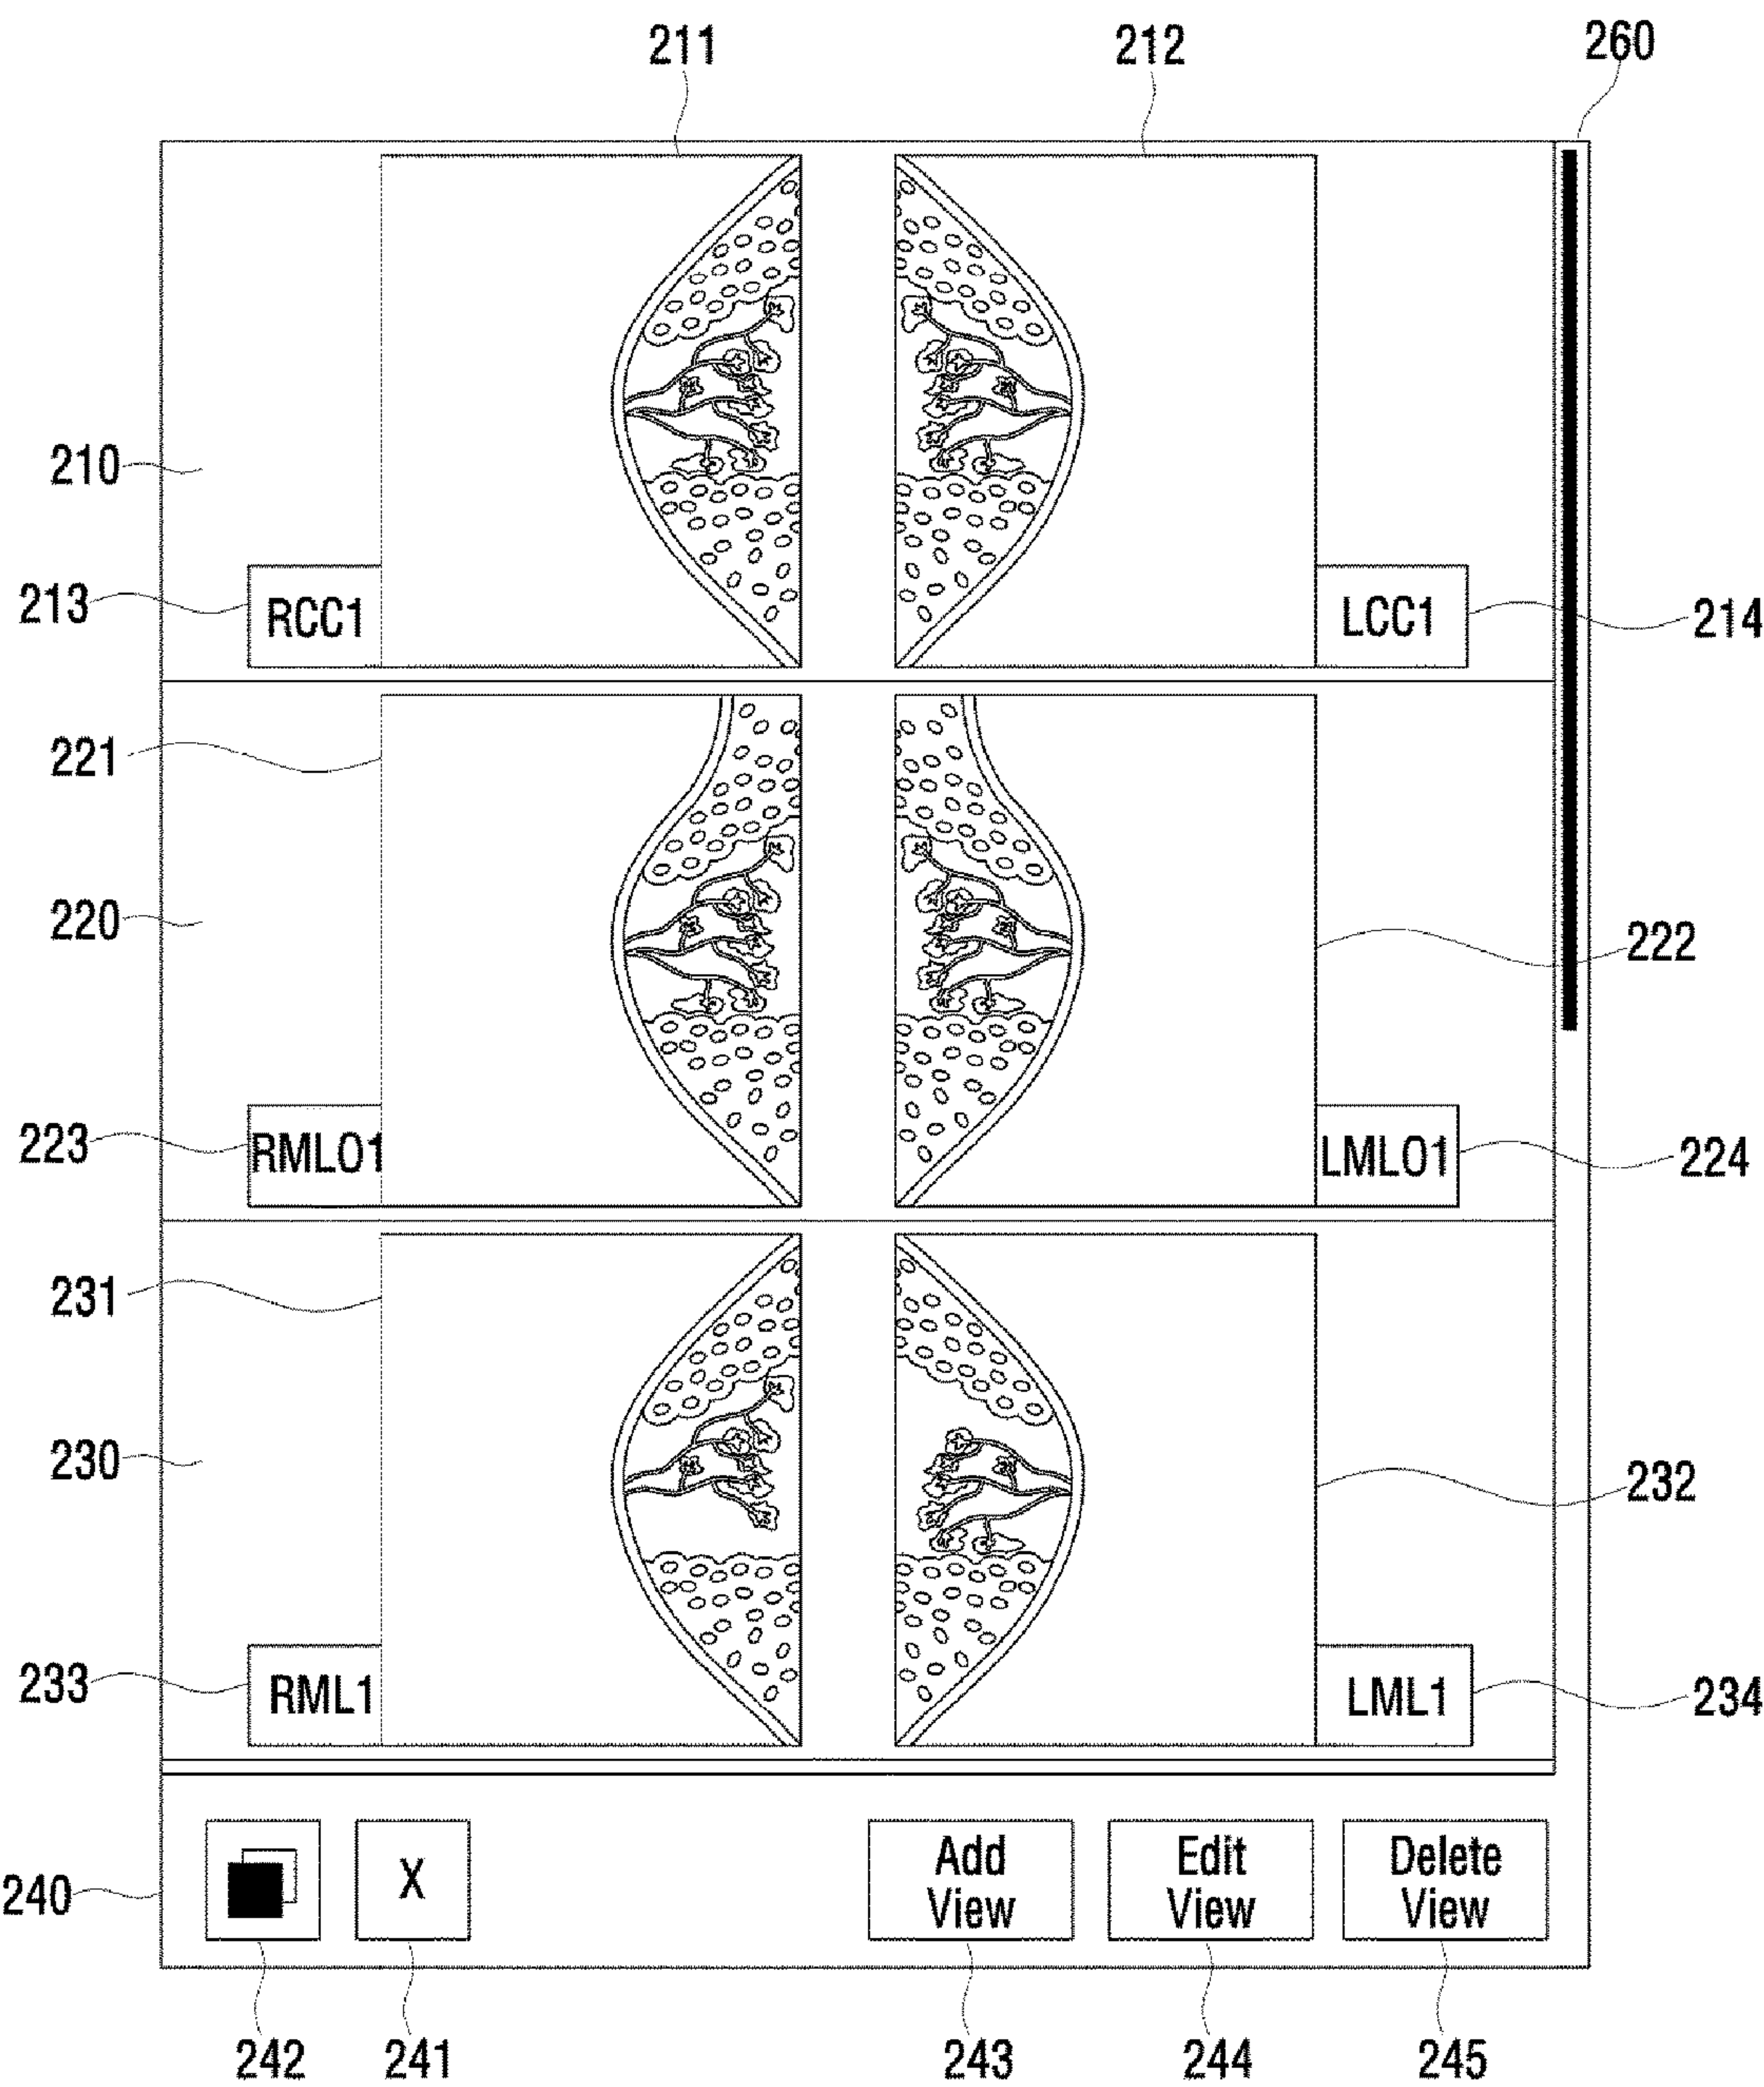 211 212 260
210
213 RCC1 LCC1 214
221
220 222
223 RMLO1 LMLO1 224
231
230 232
233 RML1 LML1 234
240 X Add View Edit View Delete View
242 241 243 244 245